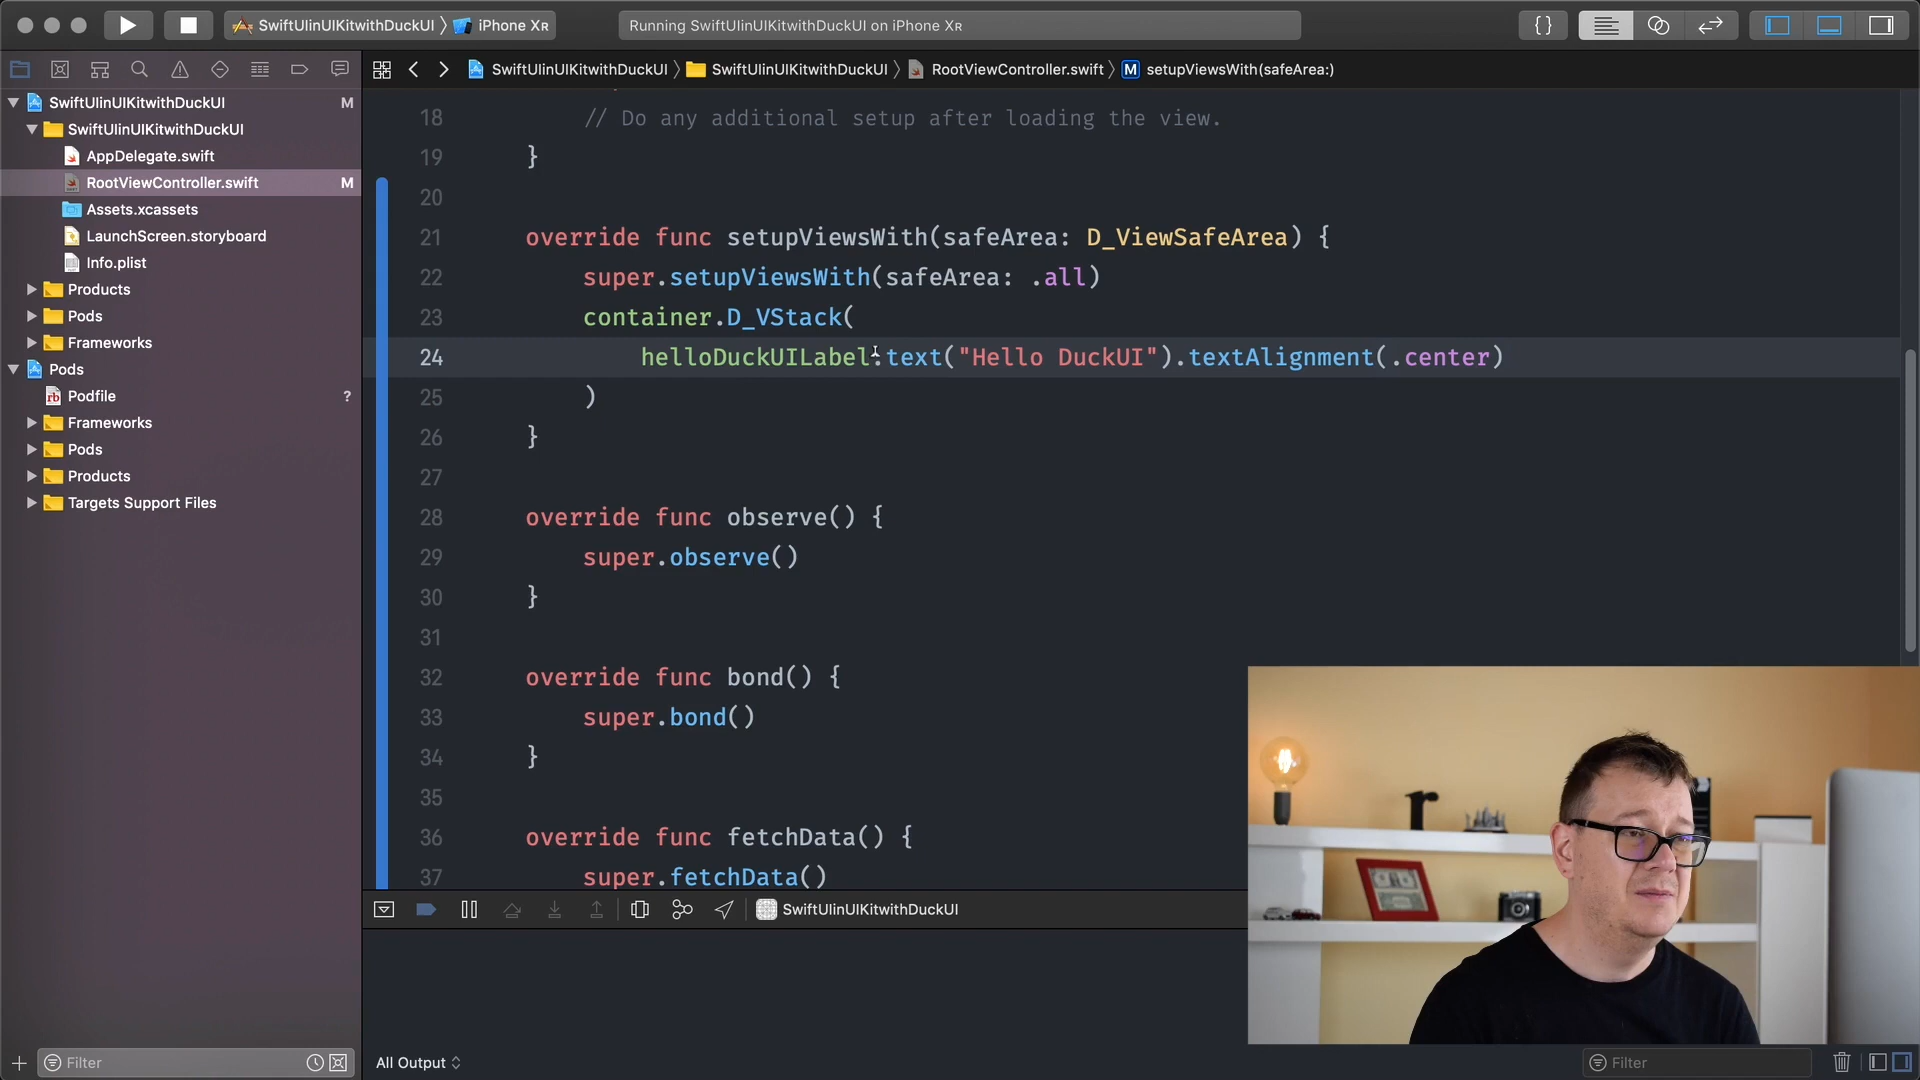 SwiftUIinUIKitwithDuckUI 〉 iPhone XR
Running SwiftUIinUIKitwithDuckUI on iPhone XR
{}
SwiftUIinUIKitwithDuckUI 〉 SwiftUIinUIKitwithDuckUI 〉 RootViewController.swift 〉 M setupViewsWith(safeArea:)
SwiftUIinUIKitwithDuckUI M
SwiftUIinUIKitwithDuckUI
AppDelegate.swift
RootViewController.swift M
Assets.xcassets
LaunchScreen.storyboard
Info.plist
Products
Pods
Frameworks
Pods
Podfile ?
Frameworks
Pods
Products
Targets Support Files
Filter
18 // Do any additional setup after loading the view.
19 }
20
21 override func setupViewsWith(safeArea: D_ViewSafeArea) {
22 super.setupViewsWith(safeArea: .all)
23 container.D_VStack(
24 helloDuckUILabel.text("Hello DuckUI").textAlignment(.center)
25 )
26 }
27
28 override func observe() {
29 super.observe()
30 }
31
32 override func bond() {
33 super.bond()
34 }
35
36 override func fetchData() {
37 super.fetchData()
SwiftUIinUIKitwithDuckUI
All Output
Filter